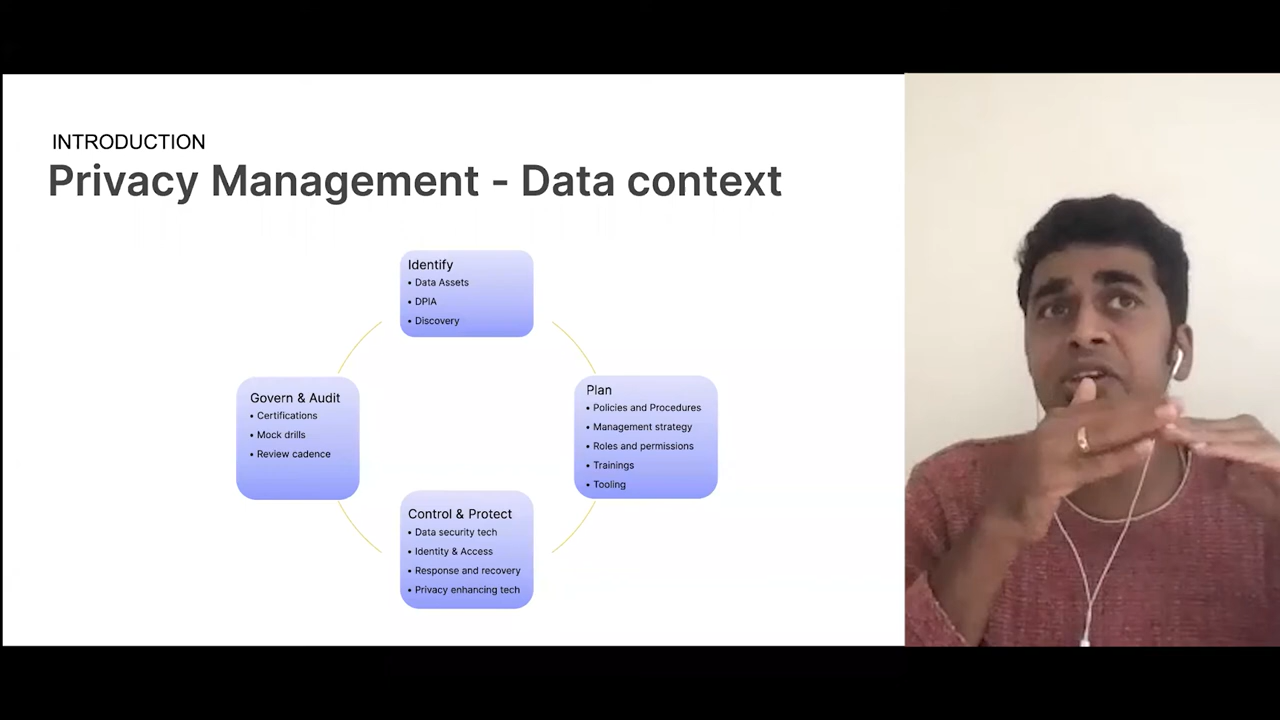 INTRODUCTION
Privacy Management - Data context
Identify
• Data Assets
• DPIA
• Discovery
Plan
• Policies and Procedures
• Management strategy
• Roles and permissions
• Trainings
• Tooling
Control & Protect
• Data security tech
• Identity & Access
• Response and recovery
• Privacy enhancing tech
Govern & Audit
• Certifications
• Mock drills
• Review cadence